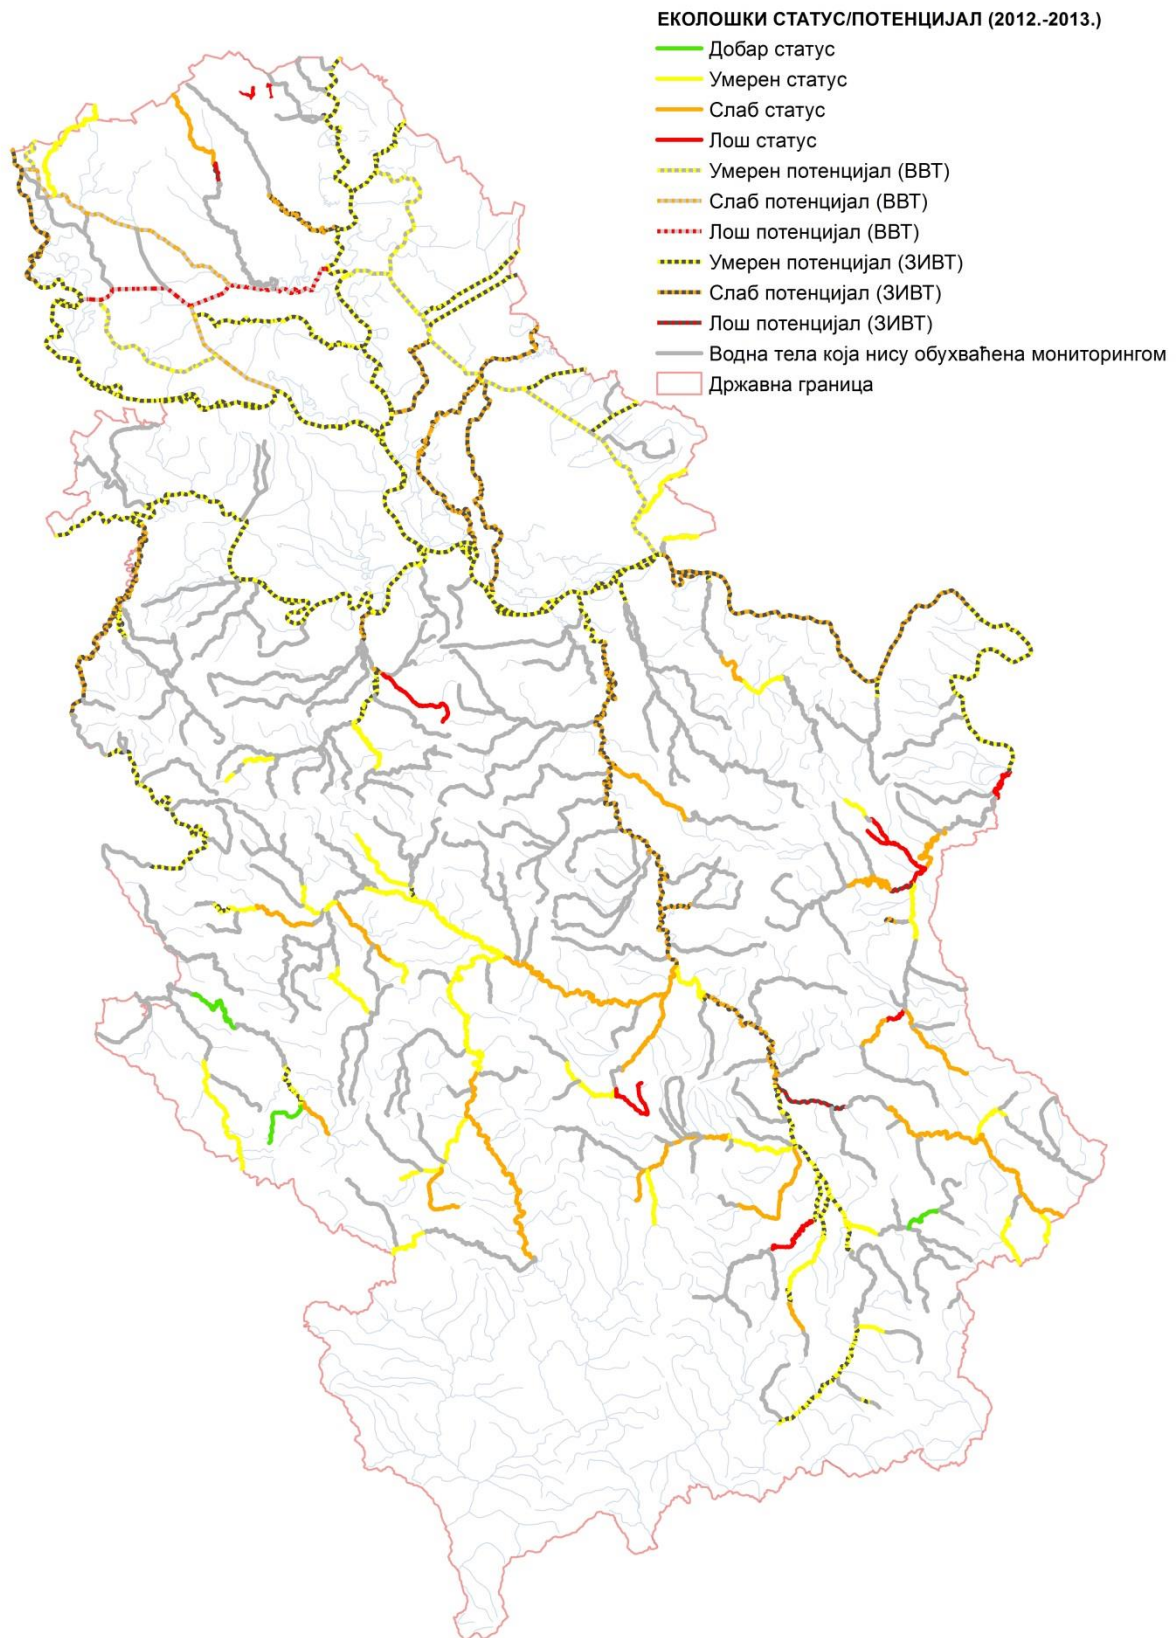 ЕКОЛОШКИ СТАТУС/ПОТЕНЦИЈАЛ (2012.-2013.)
Добар статус
Умерен статус
Слаб статус
Лош статус
Умерен потенцијал (ВВТ)
Слаб потенцијал (ВВТ)
Лош потенцијал (ВВТ)
Умерен потенцијал (ЗИВТ)
Слаб потенцијал (ЗИВТ)
Лош потенцијал (ЗИВТ)
Водна тела која нису обухваћена мониторингом
Државна граница